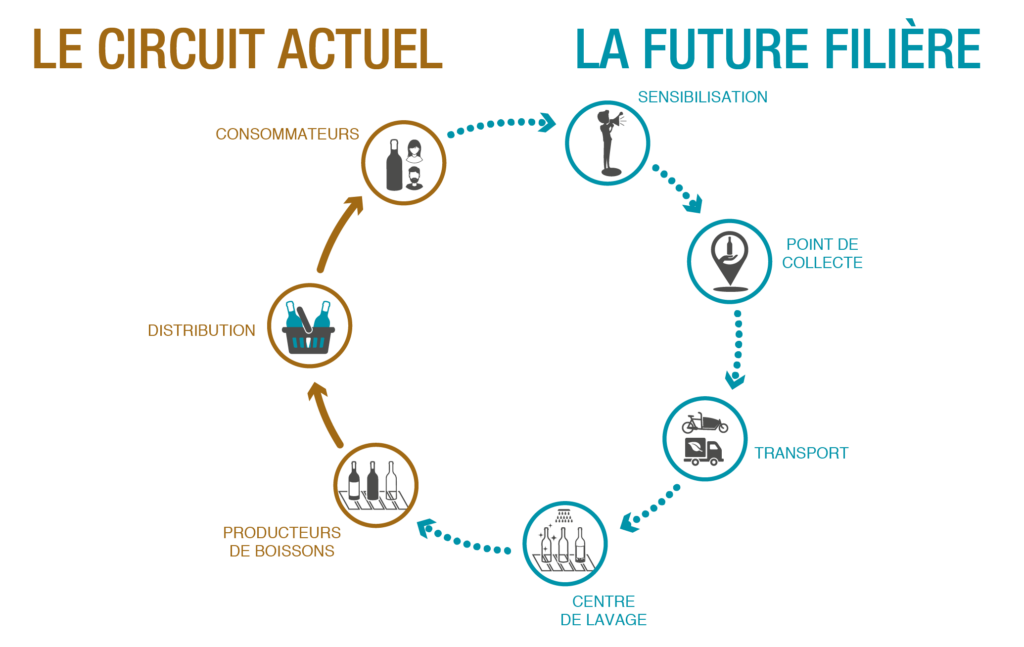 LE CIRCUIT ACTUEL
LA FUTURE FILIÈRE
SENSIBILISATION
CONSOMMATEURS
POINT DE
COLLECTE
DISTRIBUTION
TRANSPORT
PRODUCTEURS
DE BOISSONS
CENTRE
DE LAVAGE